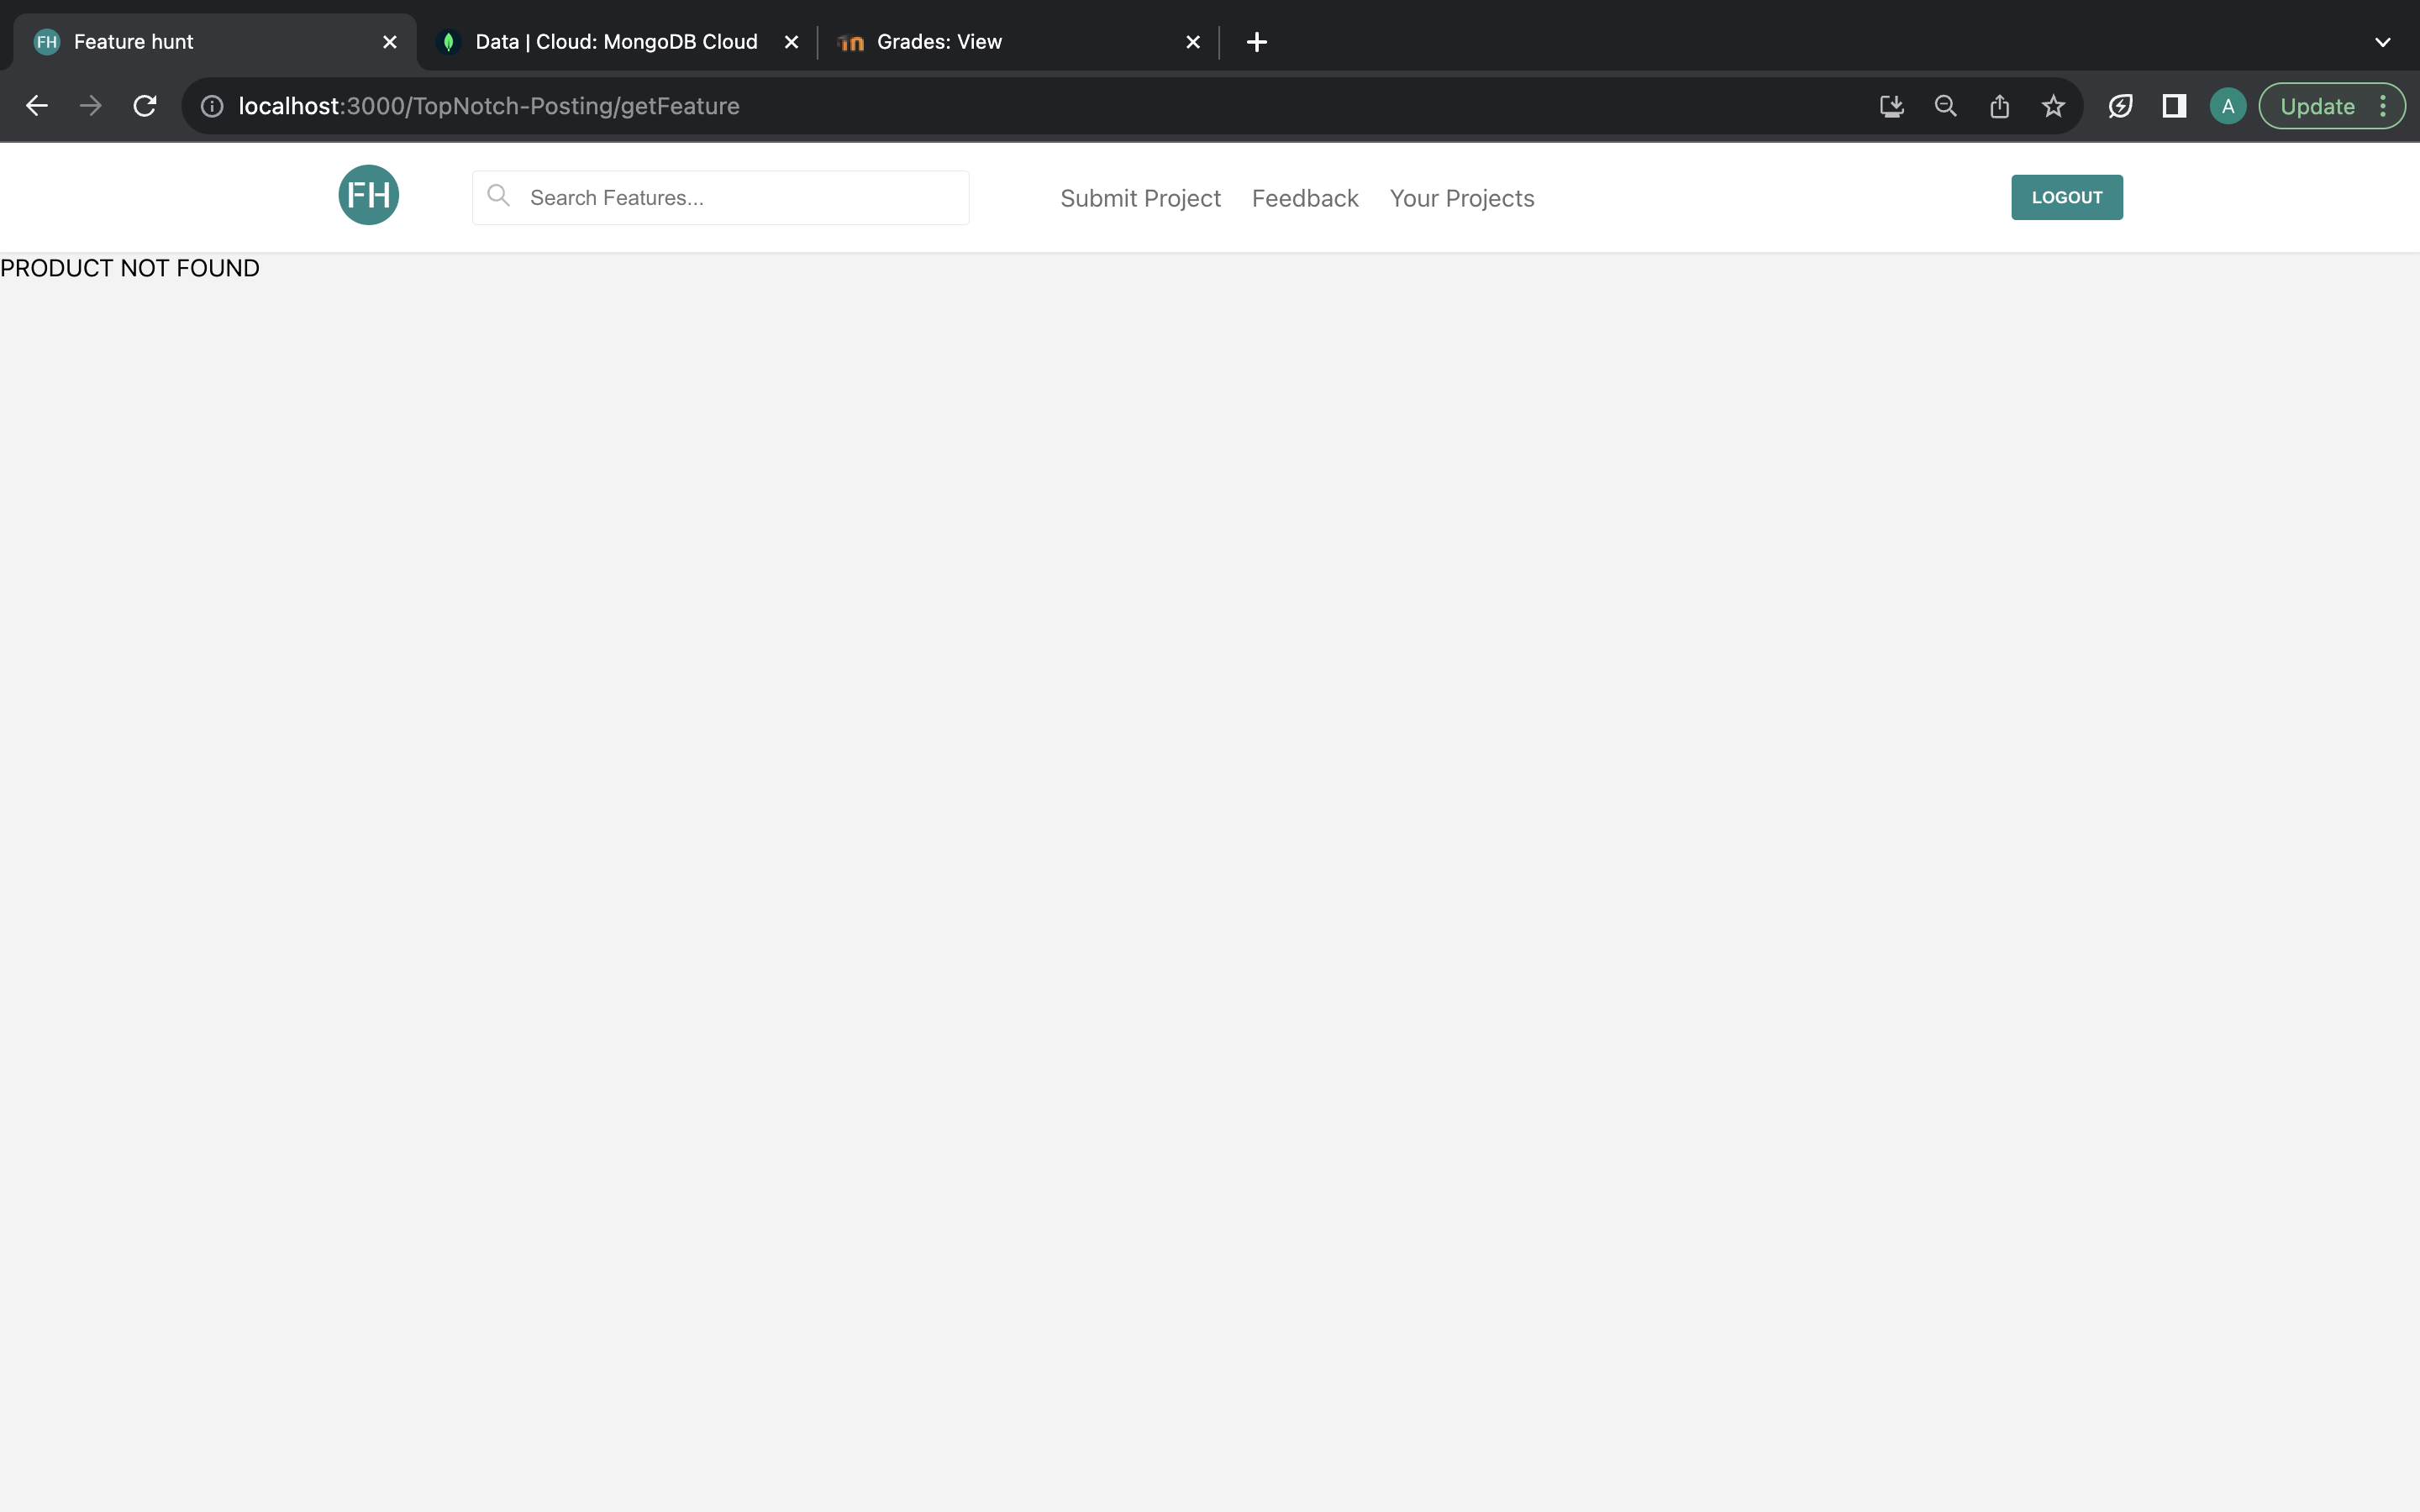 FH Feature hunt
Data | Cloud: MongoDB Cloud
Grades: View
localhost:3000/TopNotch-Posting/getFeature
A
Update
FH
Search Features...
Submit Project
Feedback
Your Projects
LOGOUT
PRODUCT NOT FOUND